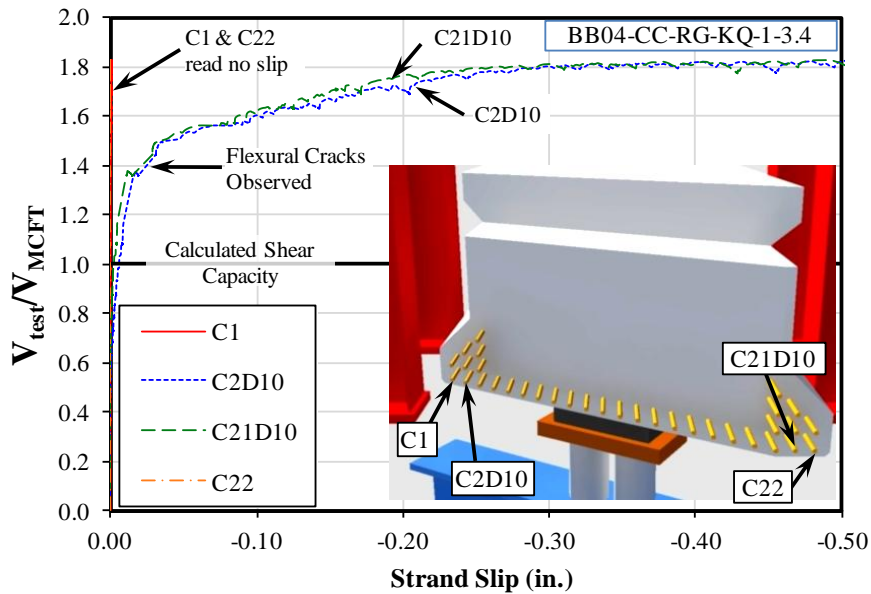 BB04-CC-RG-KQ-1-3.4
C1 & C22
read no slip
C21D10
C2D10
Flexural Cracks
Observed
Calculated Shear
Capacity
C1
C2D10
C21D10
C22
C21D10
C1
C2D10
C22
2.0
1.8
1.6
1.4
1.2
1.0
0.8
0.6
0.4
0.2
0.0
V_test/V_MCFT
0.00 -0.10 -0.20 -0.30 -0.40 -0.50
Strand Slip (in.)